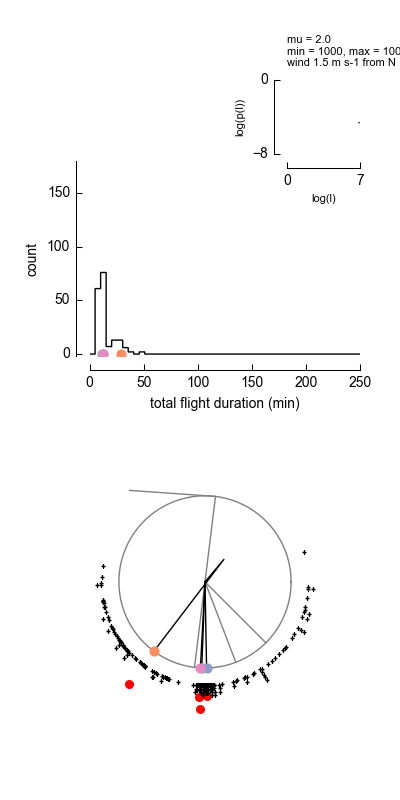 mu = 2.0
min = 1000, max = 100
wind 1.5 m s-1 from N
0
−8
log(p(l))
0 7
log(l)
150
100
50
0
count
0 50 100 150 200 250
total flight duration (min)